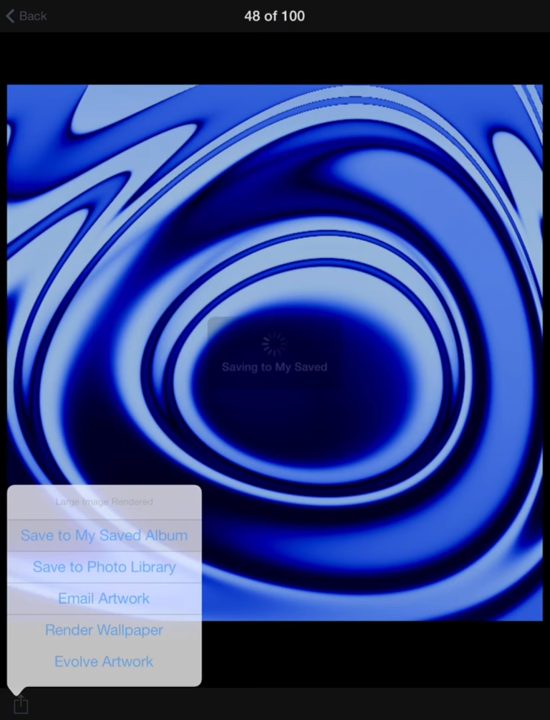 Back
48 of 100
Saving to My Saved
Large Image Rendered
Save to My Saved Album
Save to Photo Library
Email Artwork
Render Wallpaper
Evolve Artwork